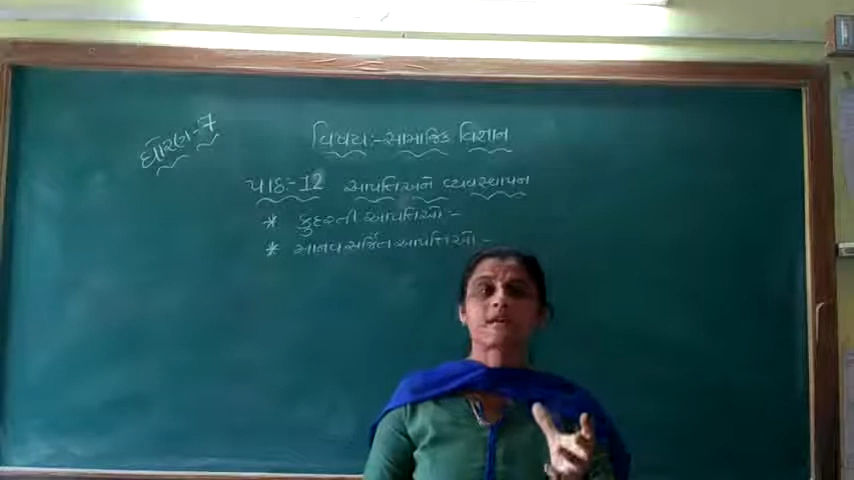 ધોરણ-7
વિષય:-સામાજિક વિજ્ઞાન
પાઠ:-12 આપત્તિઅને વ્યવસ્થાપન
* કુદરતી આપત્તિઓ:-
* માનવસર્જિત આપત્તિઓ:-